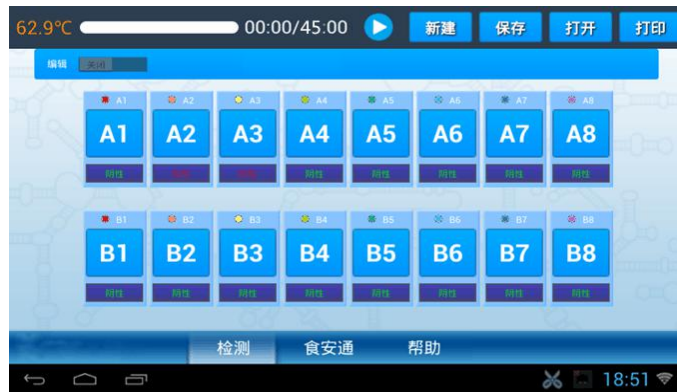 62.9℃ 00:00/45:00 新建 保存 打开 打印
编辑 关闭
A1 A2 A3 A4 A5 A6 A7 A8
A1 A2 A3 A4 A5 A6 A7 A8
阴性 阴性 阴性 阴性 阴性 阴性
B1 B2 B3 B4 B5 B6 B7 B8
B1 B2 B3 B4 B5 B6 B7 B8
阴性 阴性 阴性 阴性 阴性 阴性 阴性 阴性
检测 食安通 帮助
18:51